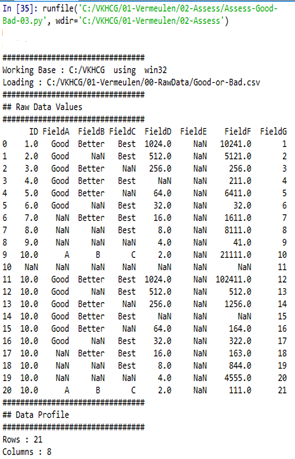 In [35]: runfile('C:/VKHCG/01-Vermeulen/02-Assess/Assess-Good-
Bad-03.py', wdir='C:/VKHCG/01-Vermeulen/02-Assess')
################################
Working Base : C:/VKHCG  using  win32
Loading : C:/VKHCG/01-Vermeulen/00-RawData/Good-or-Bad.csv
################################
## Raw Data Values
################################
ID FieldA FieldB FieldC FieldD FieldE FieldF FieldG
0 1.0 Good Better Best 1024.0 NaN 10241.0 1
1 2.0 Good NaN Best 512.0 NaN 5121.0 2
2 3.0 Good Better NaN 256.0 NaN 256.0 3
3 4.0 Good Better Best NaN NaN 211.0 4
4 5.0 Good Better NaN 64.0 NaN 6411.0 5
5 6.0 Good NaN Best 32.0 NaN 32.0 6
6 7.0 NaN Better Best 16.0 NaN 1611.0 7
7 8.0 NaN NaN Best 8.0 NaN 8111.0 8
8 9.0 NaN NaN NaN 4.0 NaN 41.0 9
9 10.0 A B C 2.0 NaN 21111.0 10
10 NaN NaN NaN NaN NaN NaN NaN 11
11 10.0 Good Better Best 1024.0 NaN 102411.0 12
12 10.0 Good NaN Best 512.0 NaN 512.0 13
13 10.0 Good Better NaN 256.0 NaN 1256.0 14
14 10.0 Good Better Best NaN NaN NaN 15
15 10.0 Good Better NaN 64.0 NaN 164.0 16
16 10.0 Good NaN Best 32.0 NaN 322.0 17
17 10.0 NaN Better Best 16.0 NaN 163.0 18
18 10.0 NaN NaN Best 8.0 NaN 844.0 19
19 10.0 NaN NaN NaN 4.0 NaN 4555.0 20
20 10.0 A B C 2.0 NaN 111.0 21
################################
## Data Profile
################################
Rows : 21
Columns : 8